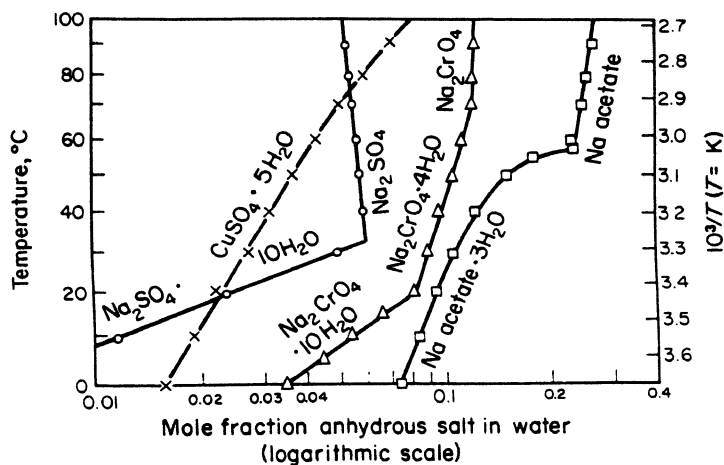 100
80
60
40
20
0
Temperature, °C
2.7
2.8
2.9
3.0
3.1
3.2
3.3
3.4
3.5
3.6
10³/T (T= K)
CuSO₄ · 5H₂O
Na₂SO₄ ·
10H₂O
Na₂SO₄
Na₂CrO₄
· 10H₂O
Na₂CrO₄·4H₂O
Na₂CrO₄
Na acetate·3H₂O
Na acetate
0.01
0.02
0.03
0.04
0.1
0.2
0.4
Mole fraction anhydrous salt in water
(logarithmic scale)